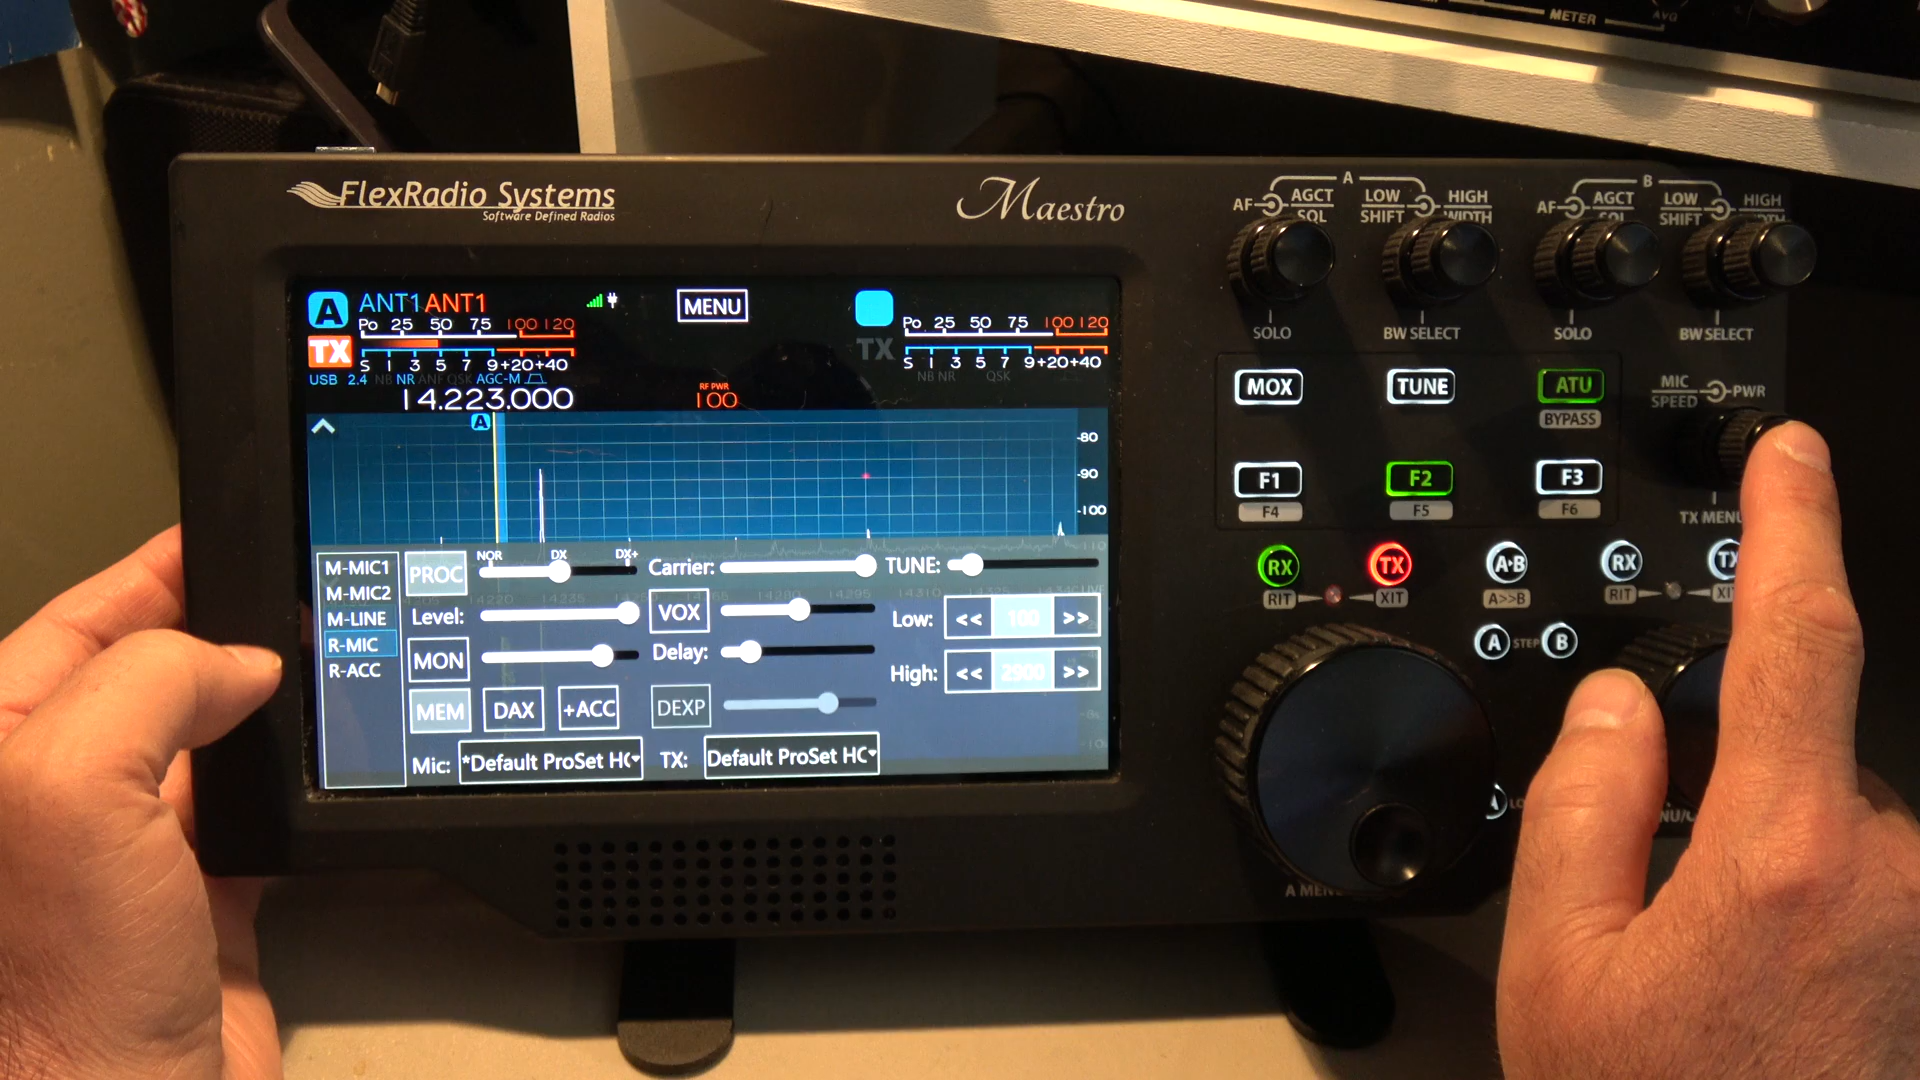 METER
AVG
FlexRadio Systems
Software Defined Radios
Maestro
A
AF AGCT LOW HIGH
SQL SHIFT WIDTH
B
AF AGCT LOW HIGH
SHIFT
SOLO BW SELECT SOLO BW SELECT
A ANT1 ANT1 MENU
Po 25 50 75 100 120
TX
S 1 3 5 7 9 +20 +40
Po 25 50 75 100 120
TX
S 1 3 5 7 9 +20 +40
USB 2.4 NB NR ANF QSK AGC-M
NB NR QSK
14.223.000
RF PWR
100
A
-80
-90
-100
MOX TUNE ATU
BYPASS
MIC PWR
SPEED
F1 F2 F3
F4 F5 F6
TX MENU
RX TX A▸B RX TX
RIT XIT A>>B RIT
A STEP B
M-MIC1
M-MIC2
M-LINE
R-MIC
R-ACC
PROC NOR DX DX+
Carrier: TUNE:
Level: VOX
Low: << 100 >>
MON Delay:
High: << 2900 >>
MEM DAX +ACC DEXP
Mic: *Default ProSet H(
TX: Default ProSet HC
A MENU